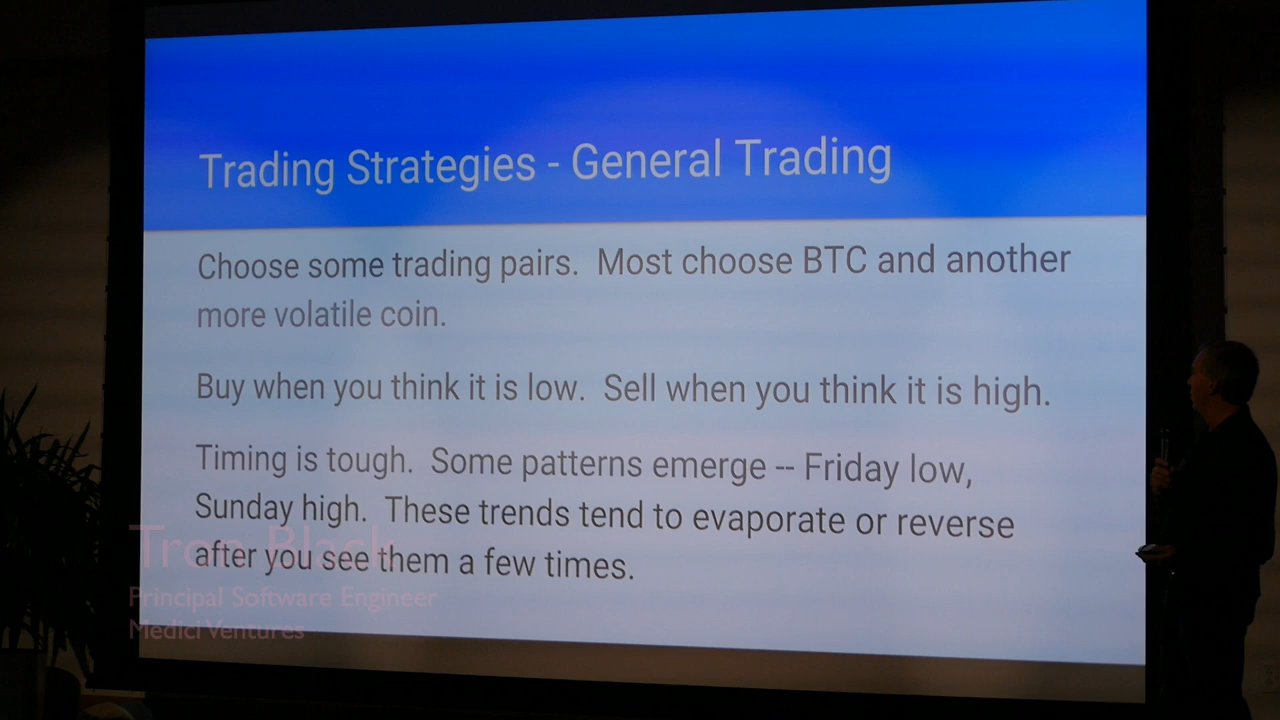 Trading Strategies - General Trading
Choose some trading pairs.  Most choose BTC and another
more volatile coin.
Buy when you think it is low.  Sell when you think it is high.
Timing is tough.  Some patterns emerge -- Friday low,
Sunday high.  These trends tend to evaporate or reverse
after you see them a few times.
Tron Black
Principal Software Engineer
Medici Ventures